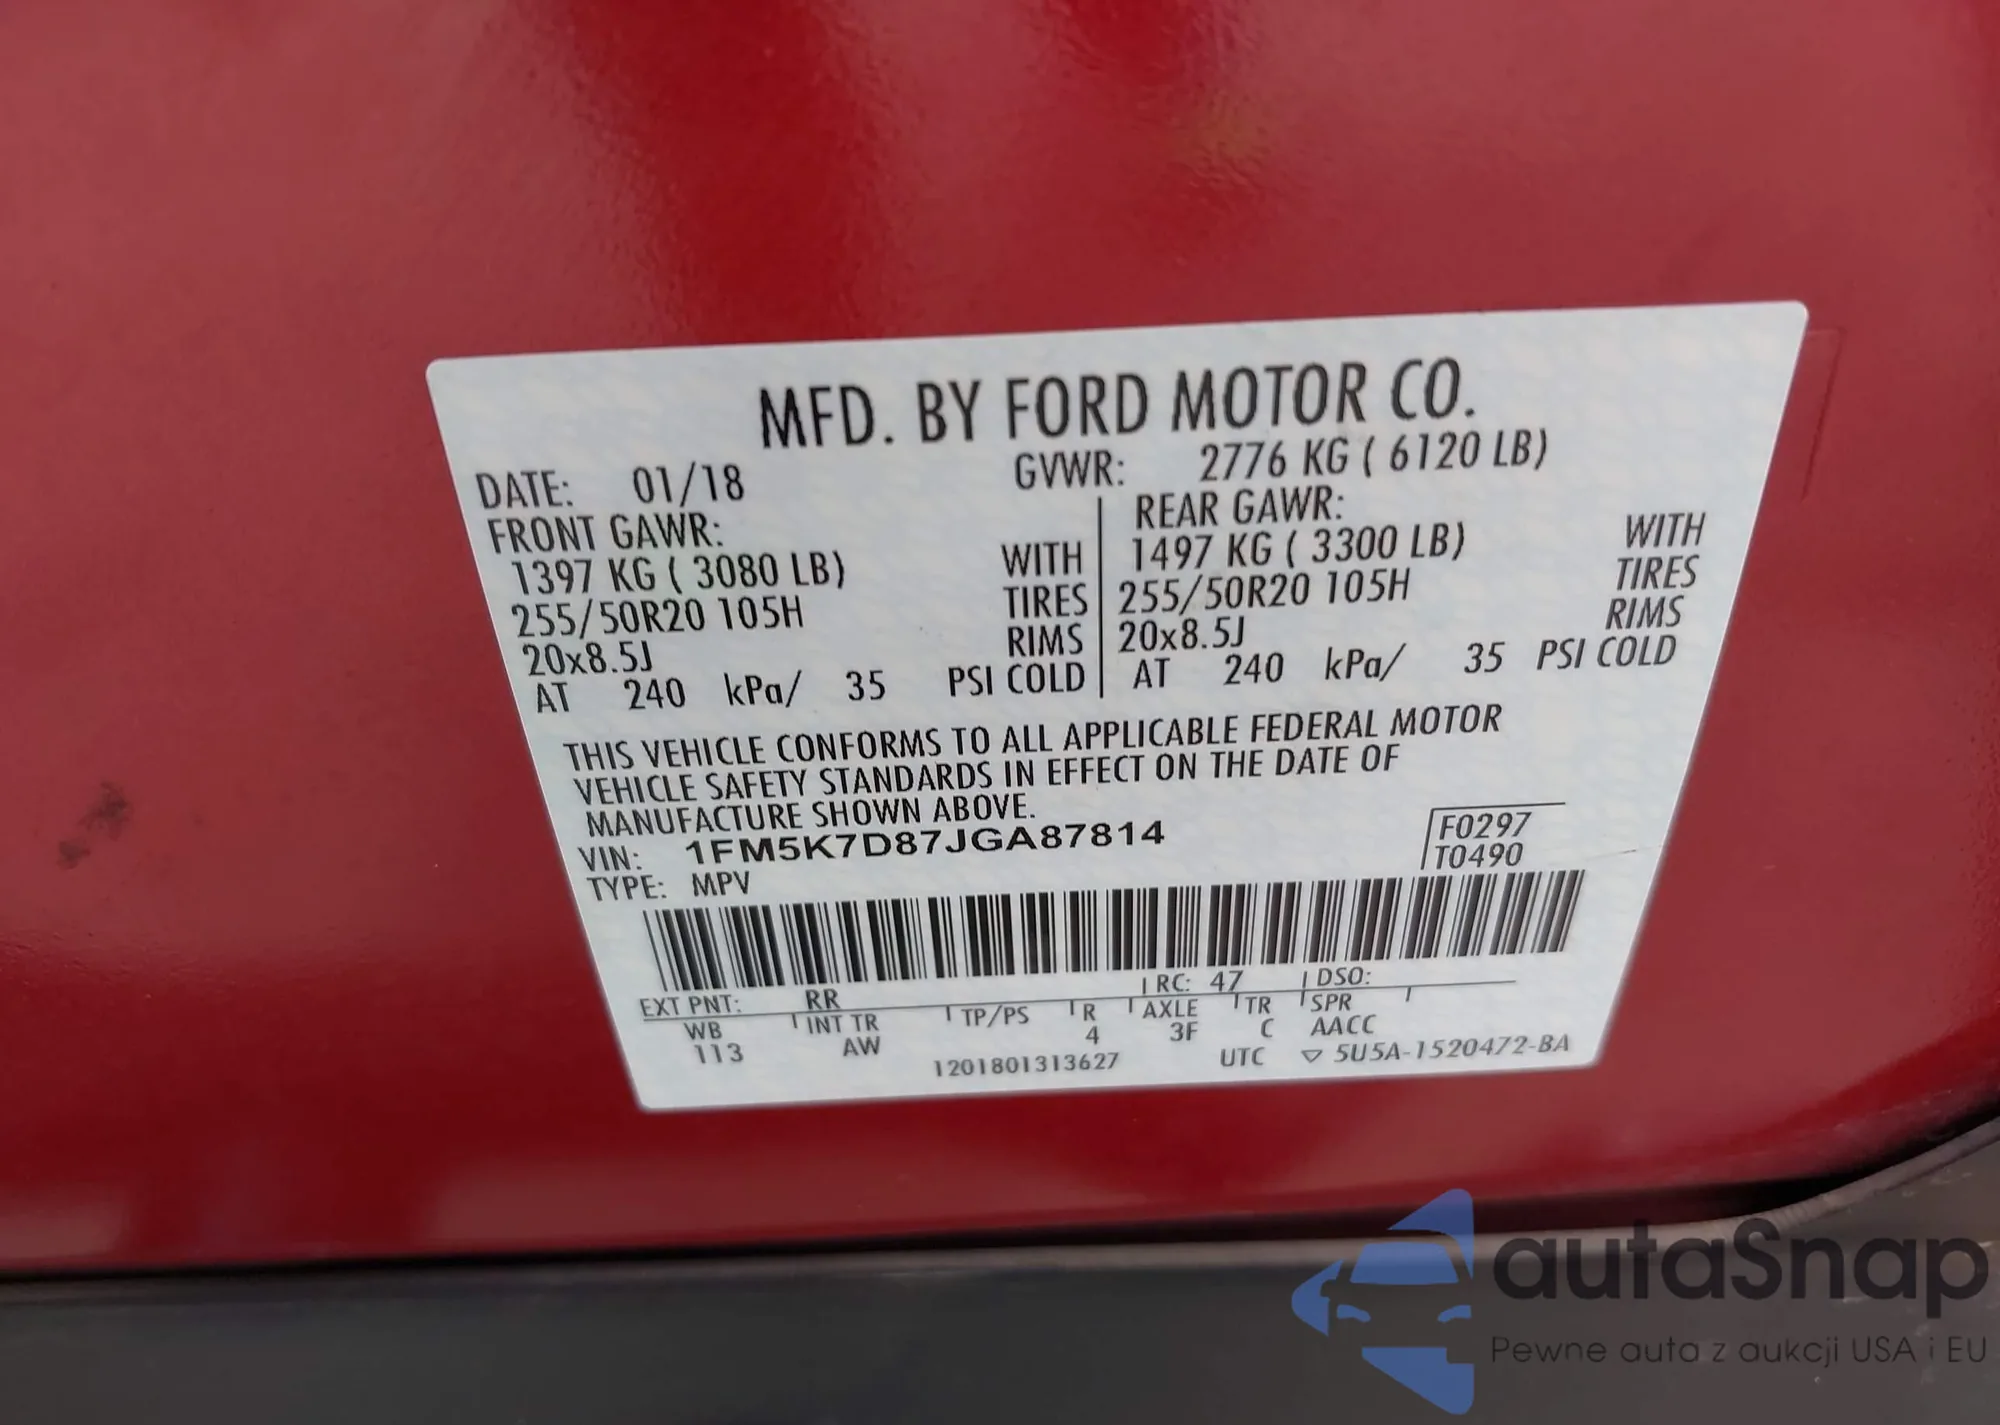 MFD. BY FORD MOTOR CO.
DATE: 01/18 GVWR: 2776 KG ( 6120 LB)
FRONT GAWR: REAR GAWR:
1397 KG ( 3080 LB) WITH 1497 KG ( 3300 LB) WITH
255/50R20 105H TIRES 255/50R20 105H TIRES
20x8.5J RIMS 20x8.5J RIMS
AT 240 kPa/ 35 PSI COLD AT 240 kPa/ 35 PSI COLD
THIS VEHICLE CONFORMS TO ALL APPLICABLE FEDERAL MOTOR
VEHICLE SAFETY STANDARDS IN EFFECT ON THE DATE OF
MANUFACTURE SHOWN ABOVE.
VIN: 1FM5K7D87JGA87814 F0297
TYPE: MPV T0490
EXT PNT: RR RC: 47 DSO:
WB INT TR TP/PS R AXLE TR SPR
113 AW 4 3F C AACC
1201801313627 UTC ▽ 5U5A-1520472-BA
autaSnap
Pewne auta z aukcji USA i EU